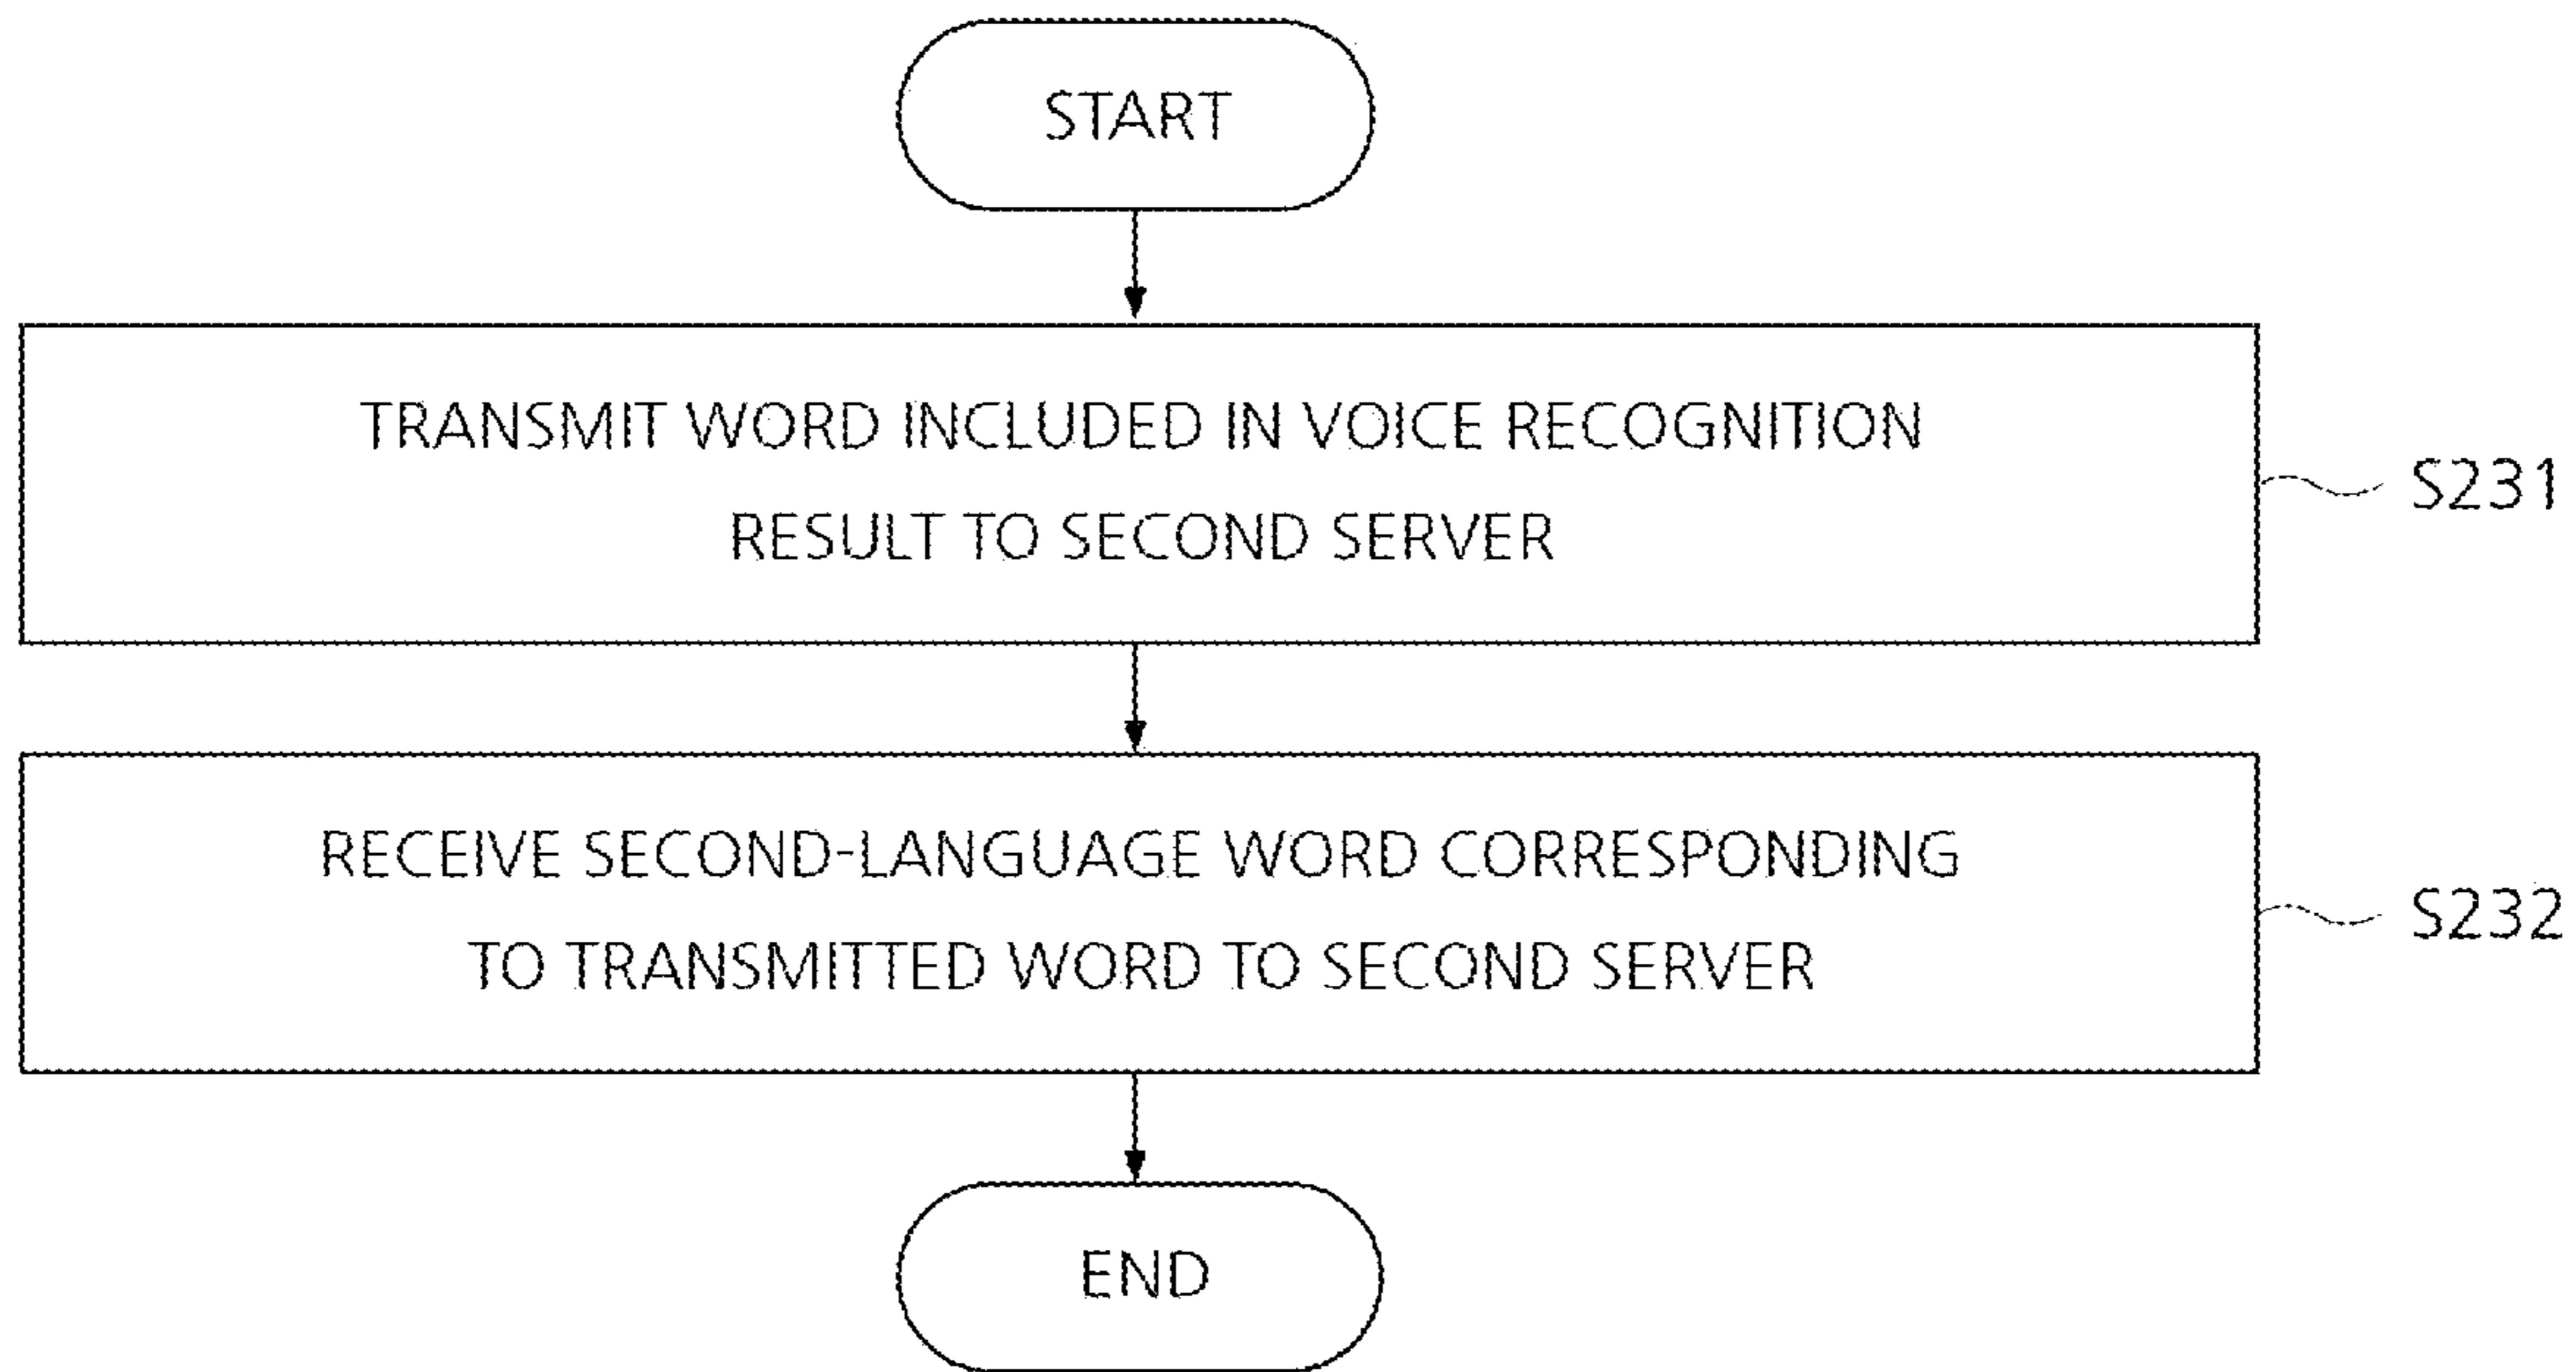 START
TRANSMIT WORD INCLUDED IN VOICE RECOGNITION
RESULT TO SECOND SERVER
S231
RECEIVE SECOND-LANGUAGE WORD CORRESPONDING
TO TRANSMITTED WORD TO SECOND SERVER
S232
END